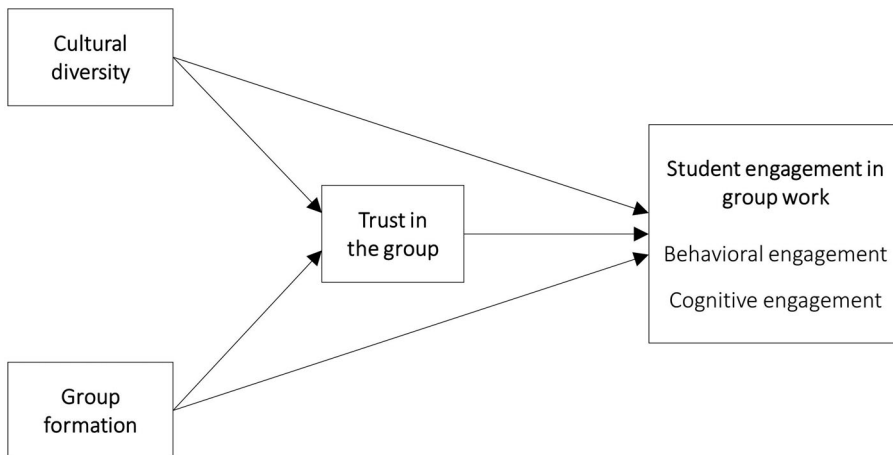 Cultural
diversity
Trust in
the group
Student engagement in
group work
Behavioral engagement
Cognitive engagement
Group
formation